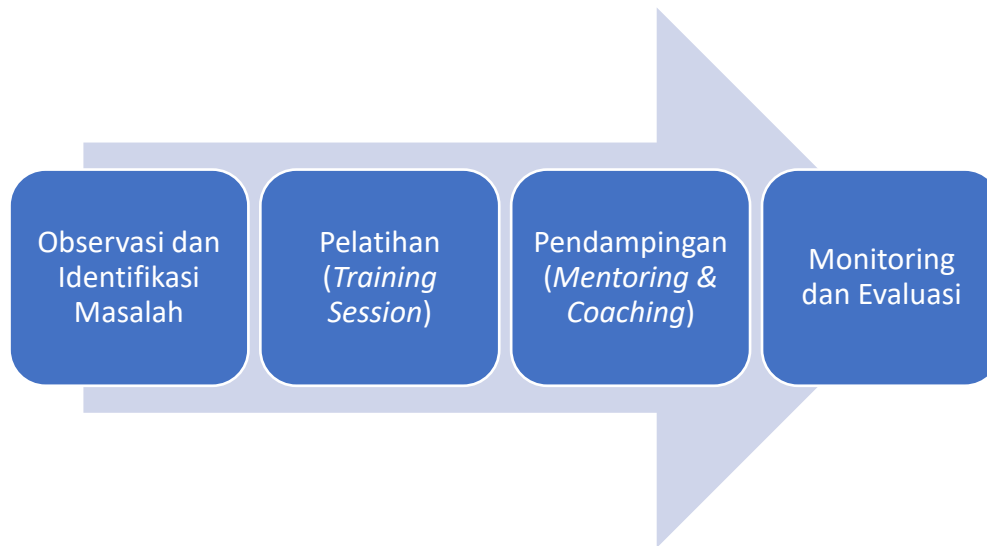 Observasi dan
Identifikasi
Masalah
Pelatihan
(Training
Session)
Pendampingan
(Mentoring &
Coaching)
Monitoring
dan Evaluasi